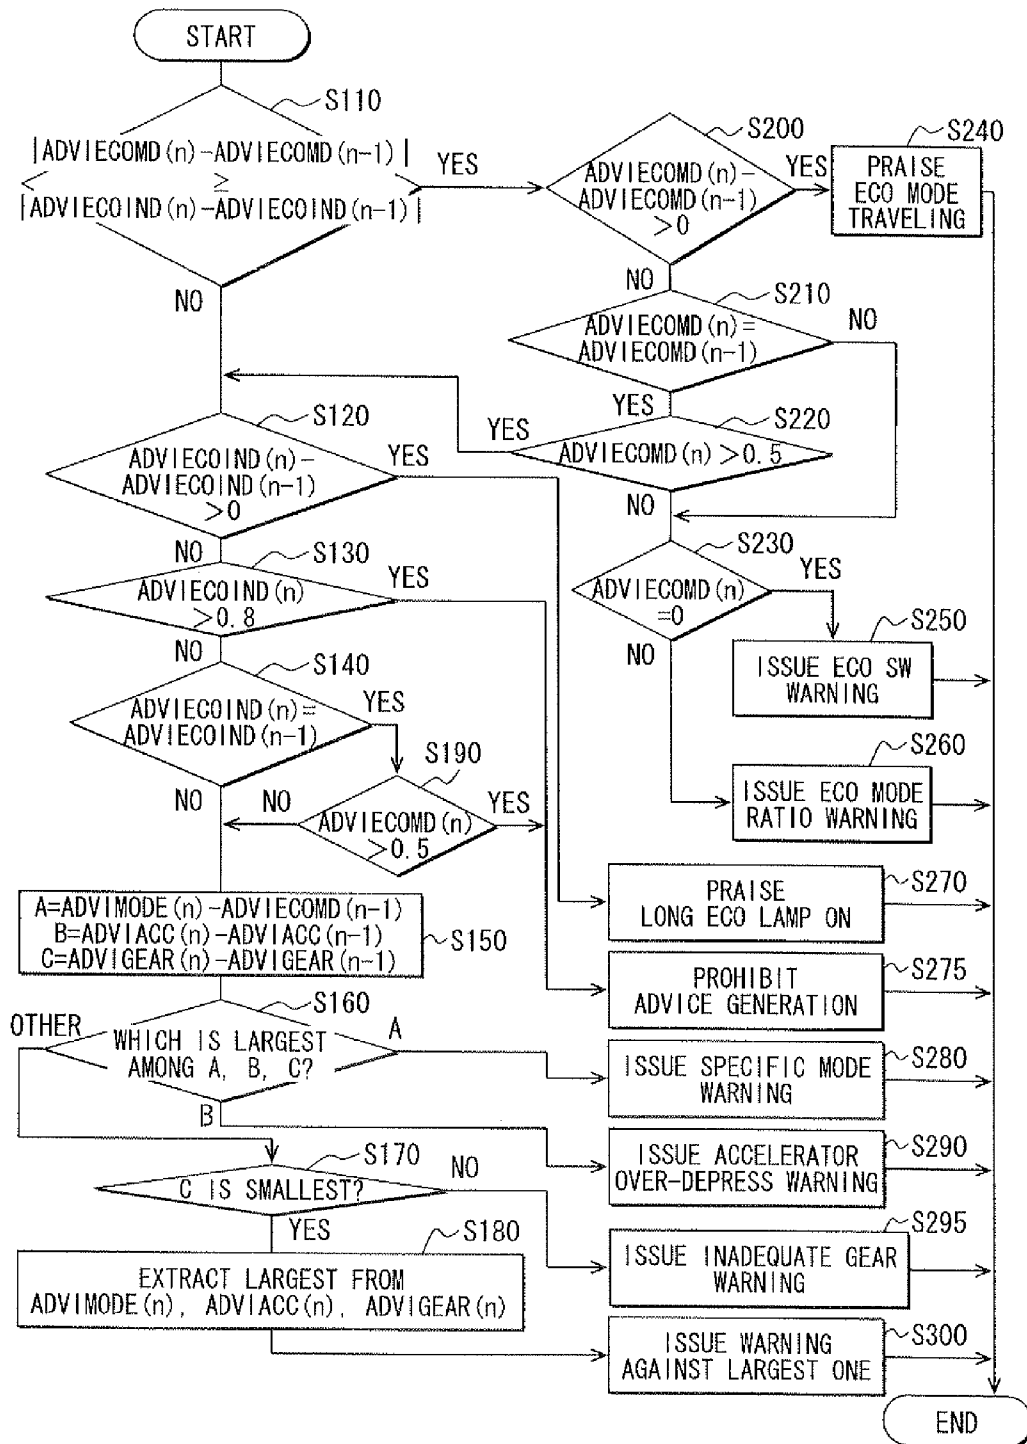 START
S110
|ADVIECOMD(n)-ADVIECOMD(n-1)|
≥
|ADVIECOIND(n)-ADVIECOIND(n-1)|
YES
NO
S200
ADVIECOMD(n)-
ADVIECOMD(n-1)
>0
YES
NO
S240
PRAISE
ECO MODE
TRAVELING
S210
ADVIECOMD(n)=
ADVIECOMD(n-1)
NO
YES
S220
ADVIECOMD(n)>0.5
YES
NO
S120
ADVIECOIND(n)-
ADVIECOIND(n-1)
>0
YES
NO
S230
ADVIECOMD(n)
=0
YES
NO
S130
ADVIECOIND(n)
>0.8
YES
NO
S250
ISSUE ECO SW
WARNING
S140
ADVIECOIND(n)=
ADVIECOIND(n-1)
YES
NO
S260
ISSUE ECO MODE
RATIO WARNING
S190
ADVIECOMD(n)
>0.5
NO
YES
S270
PRAISE
LONG ECO LAMP ON
A=ADVIMODE(n)-ADVIECOMD(n-1)
B=ADVIACC(n)-ADVIACC(n-1)
C=ADVIGEAR(n)-ADVIGEAR(n-1)
S150
S275
PROHIBIT
ADVICE GENERATION
S160
OTHER
WHICH IS LARGEST
AMONG A, B, C?
A
B
S280
ISSUE SPECIFIC MODE
WARNING
S290
ISSUE ACCELERATOR
OVER-DEPRESS WARNING
S170
C IS SMALLEST?
NO
YES
S295
ISSUE INADEQUATE GEAR
WARNING
S180
EXTRACT LARGEST FROM
ADVIMODE(n), ADVIACC(n), ADVIGEAR(n)
S300
ISSUE WARNING
AGAINST LARGEST ONE
END